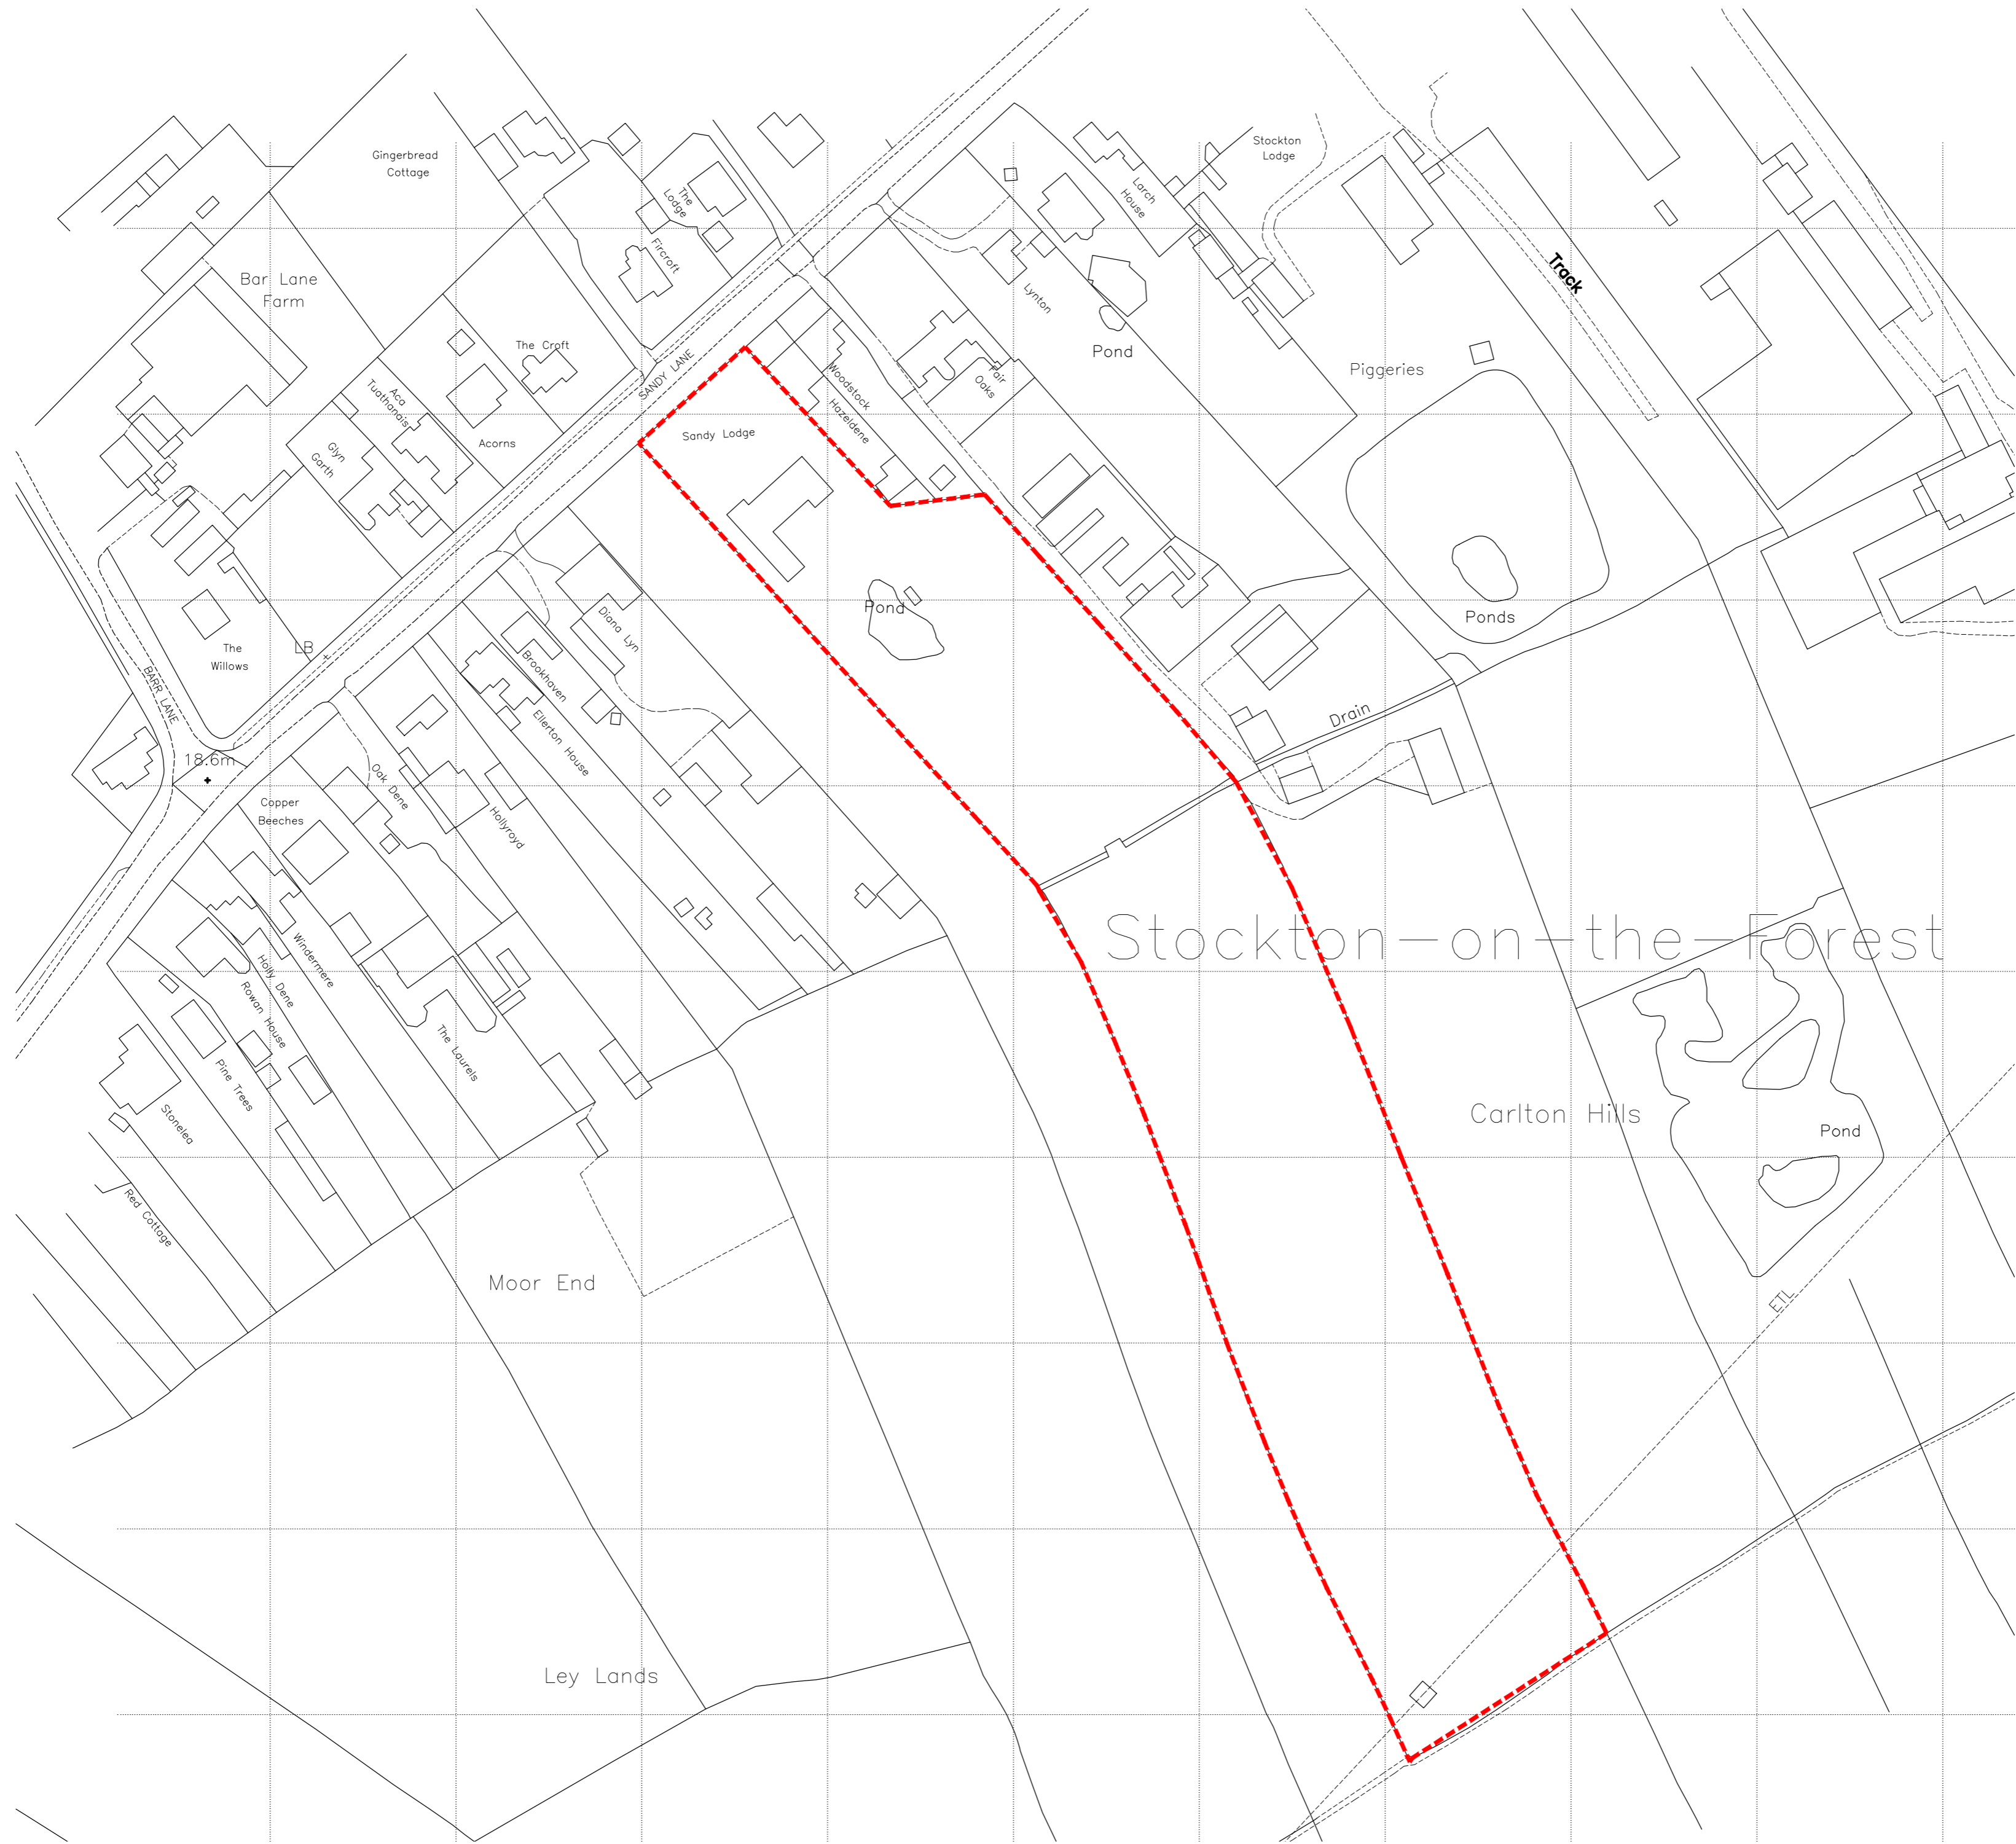 Gingerbread
Cottage
Stockton
Lodge
The
Lodge
Larch
House
Fircroft
Bar Lane
Farm
Track
Lynton
The Croft
SANDY LANE
Pond
Piggeries
Fair
Oaks
Woodstock
Hazeldene
Aca
Tuathanais
Acorns
Glyn
Garth
Sandy Lodge
Pond
Ponds
Diana Lyn
The
Willows
LB
BARR LANE
Brookhaven
Ellerton House
Drain
18.6m
Oak Dene
Copper
Beeches
Hollyroyd
Stockton-on-the-Forest
Windermere
Holly Dene
Rowan House
The Laurels
Pine Trees
Stonelea
Carlton Hills
Pond
Red Cottage
Moor End
ETL
Ley Lands